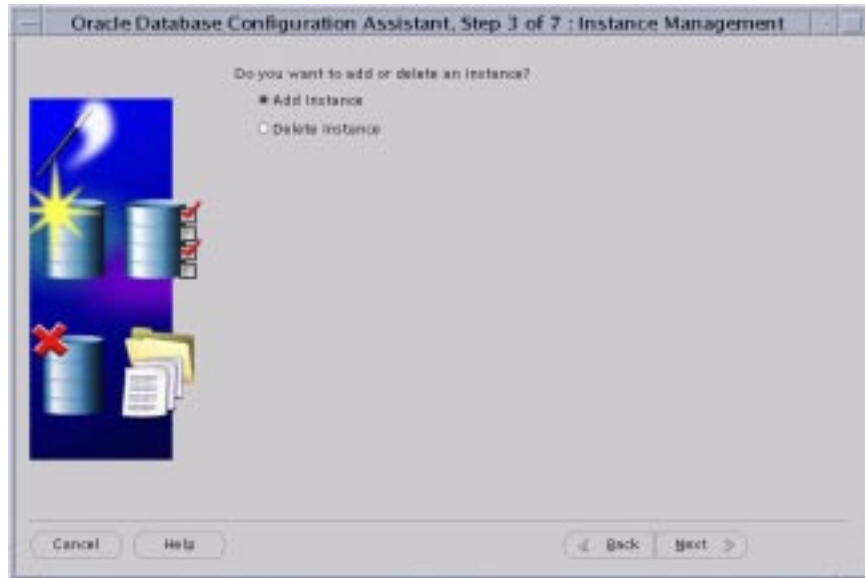 Oracle Database Configuration Assistant, Step 3 of 7 : Instance Management
Do you want to add or delete an Instance?
Add Instance
Delete Instance
Cancel
Help
Back
Next